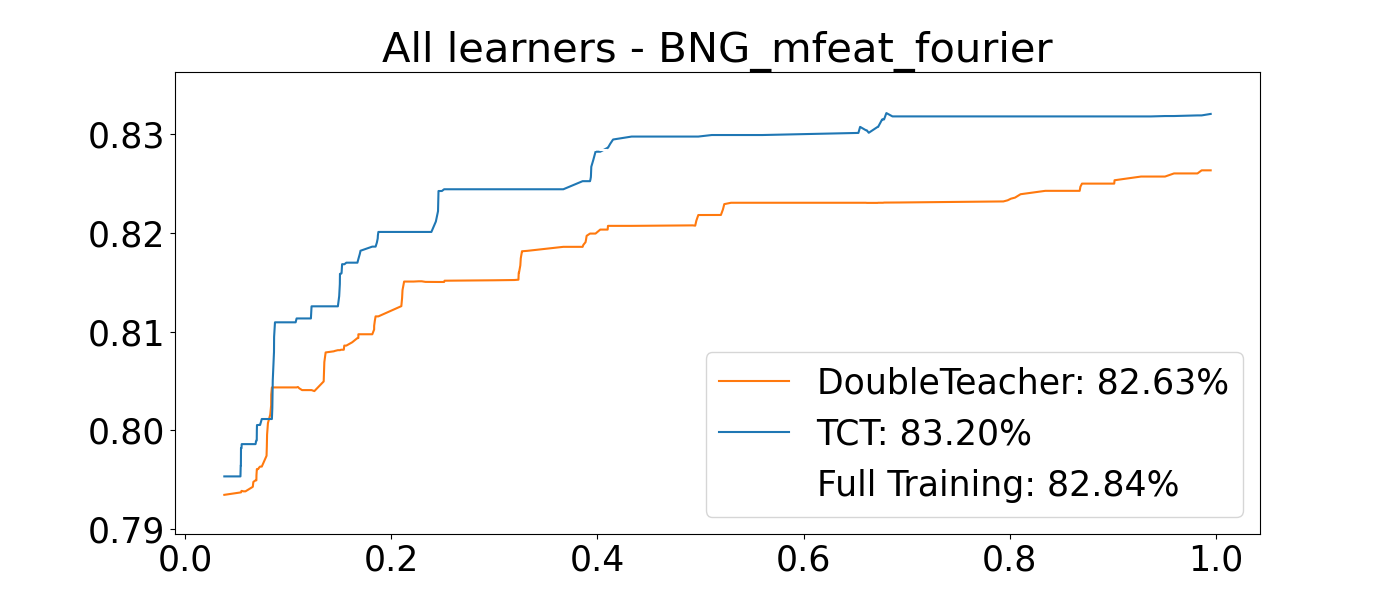 All learners - BNG_mfeat_fourier
0.83
0.82
0.81
0.80
0.79
DoubleTeacher: 82.63%
TCT: 83.20%
Full Training: 82.84%
0.0 0.2 0.4 0.6 0.8 1.0